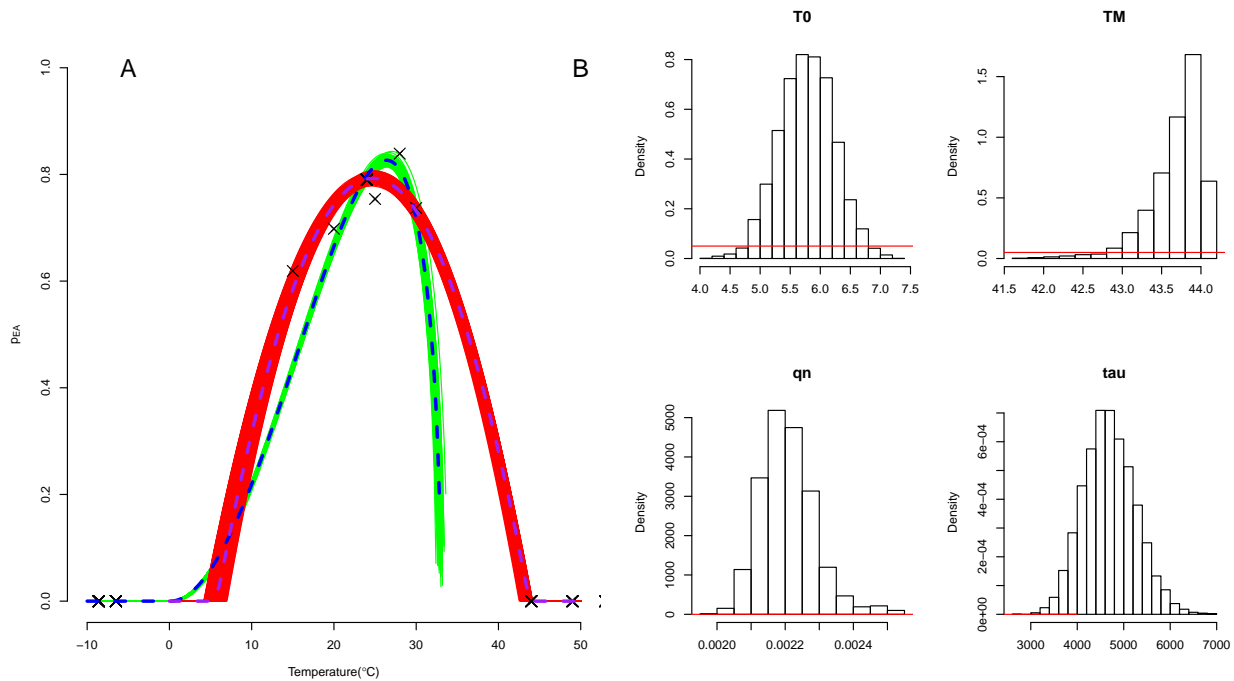 A
B
1.0
0.8
0.6
0.4
0.2
0.0
pEA
−10 0 10 20 30 40 50
Temperature(°C)
T0
0.8
0.6
0.4
0.2
0.0
Density
4.0 4.5 5.0 5.5 6.0 6.5 7.0 7.5
TM
1.5
1.0
0.5
0.0
Density
41.5 42.0 42.5 43.0 43.5 44.0
qn
5000
4000
3000
2000
1000
0
Density
0.0020 0.0022 0.0024
tau
6e−04
4e−04
2e−04
0e+00
Density
3000 4000 5000 6000 7000